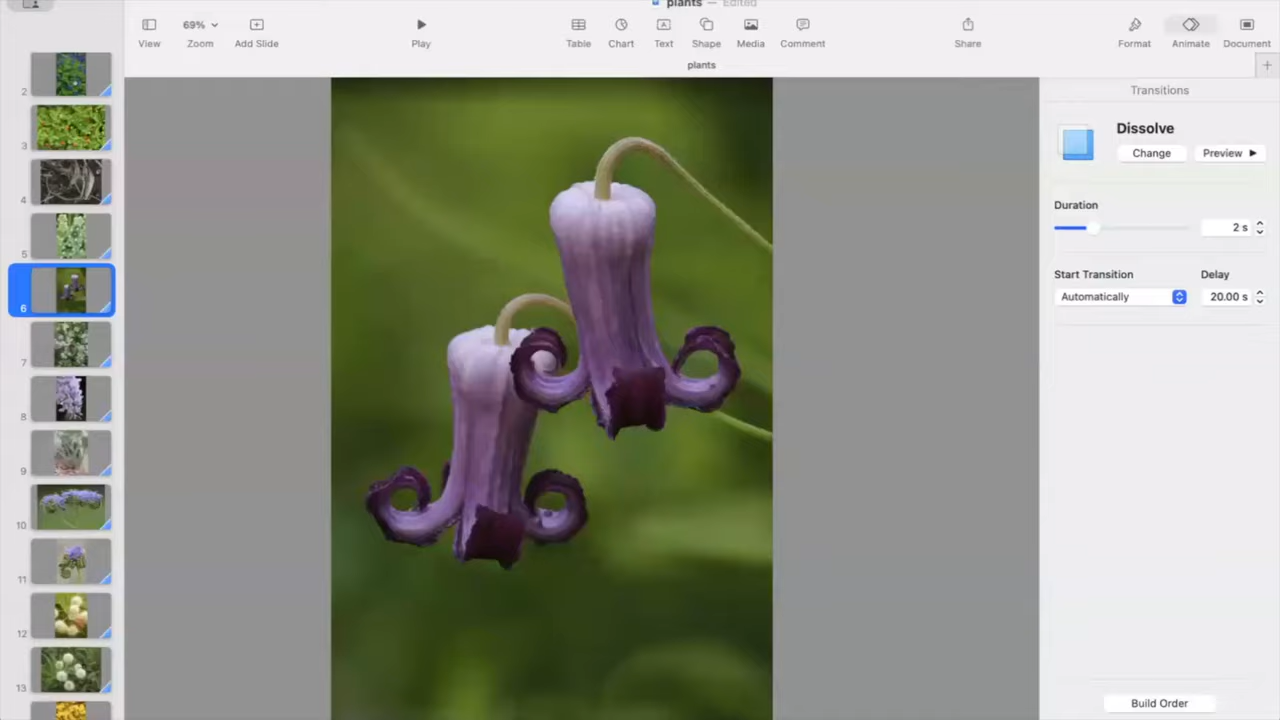 plants — Edited
View
69%
Zoom
Add Slide
Play
Table
Chart
Text
Shape
Media
Comment
Share
Format
Animate
Document
plants
Transitions
Dissolve
Change
Preview
Duration
2 s
Start Transition
Delay
Automatically
20.00 s
Build Order
2
3
4
5
6
7
8
9
10
11
12
13